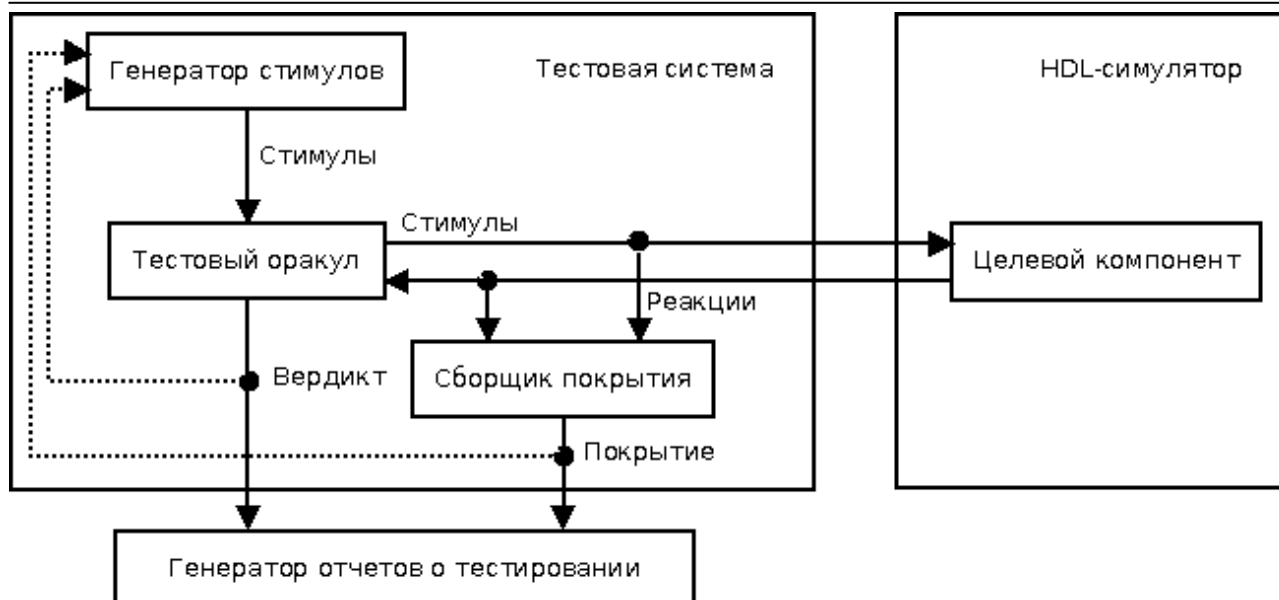 Генератор стимулов
Тестовая система
HDL-симулятор
Стимулы
Стимулы
Тестовый оракул
Целевой компонент
Реакции
Вердикт
Сборщик покрытия
Покрытие
Генератор отчетов о тестировании